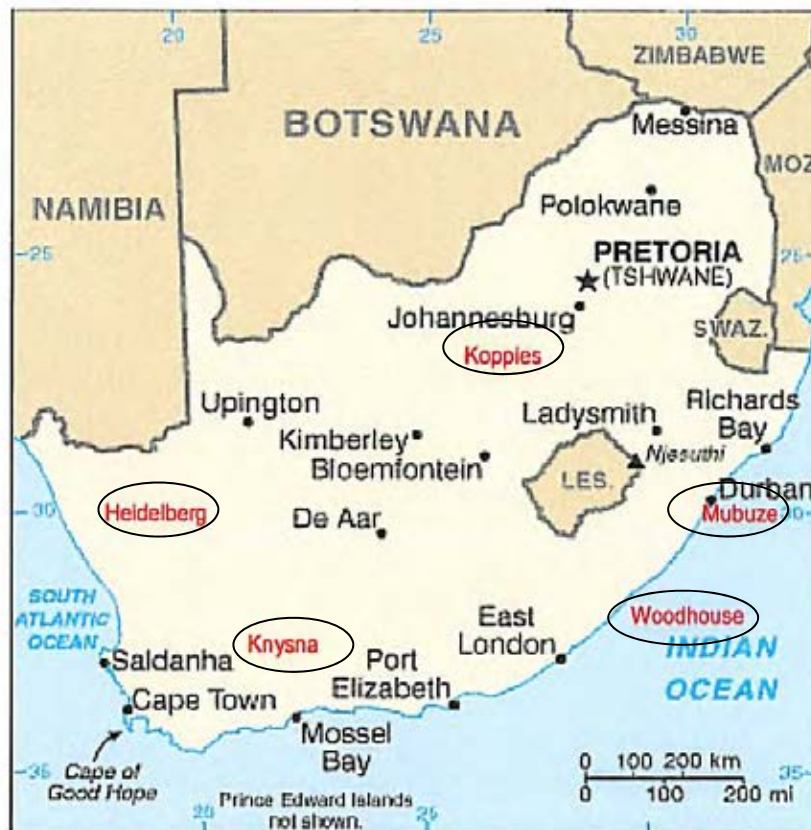 20
25
30
ZIMBABWE
BOTSWANA
Messina
MOZ
NAMIBIA
Polokwane
25
25
PRETORIA
(TSHWANE)
Johannesburg
SWAZ.
Koppies
Upington
Ladysmith
Richards
Bay
Kimberley
Bloemfontein
Njesuthi
LES.
Durban
Heidelberg
Mubuze
30
30
De Aar
SOUTH
ATLANTIC
OCEAN
Woodhouse
East
London
Knysna
INDIAN
OCEAN
Saldanha
Port
Elizabeth
Cape Town
Mossel
Bay
Cape of
Good Hope
0 100 200 km
0 100 200 mi
35
35
Prince Edward Islands
not shown.
20
25
30